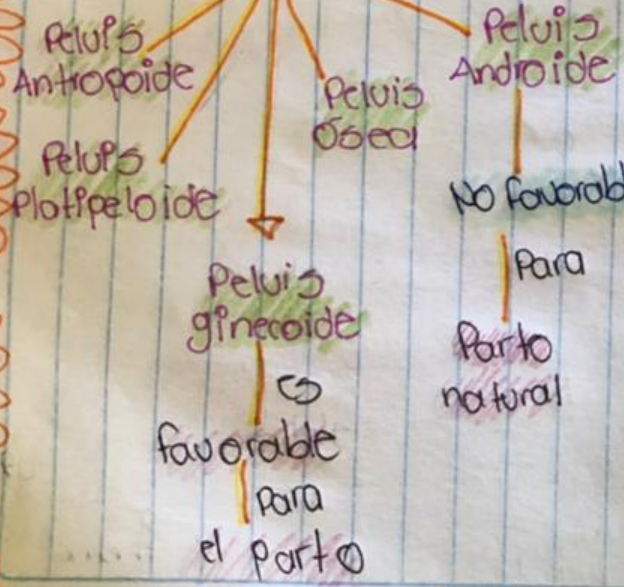 Pelvis
Antropoide
Pelvis
Platipeloide
Pelvis
Ósea
Pelvis
Androide
No favorabl
Para
Parto
natural
Pelvis
ginecoide
es
favorable
para
el parto